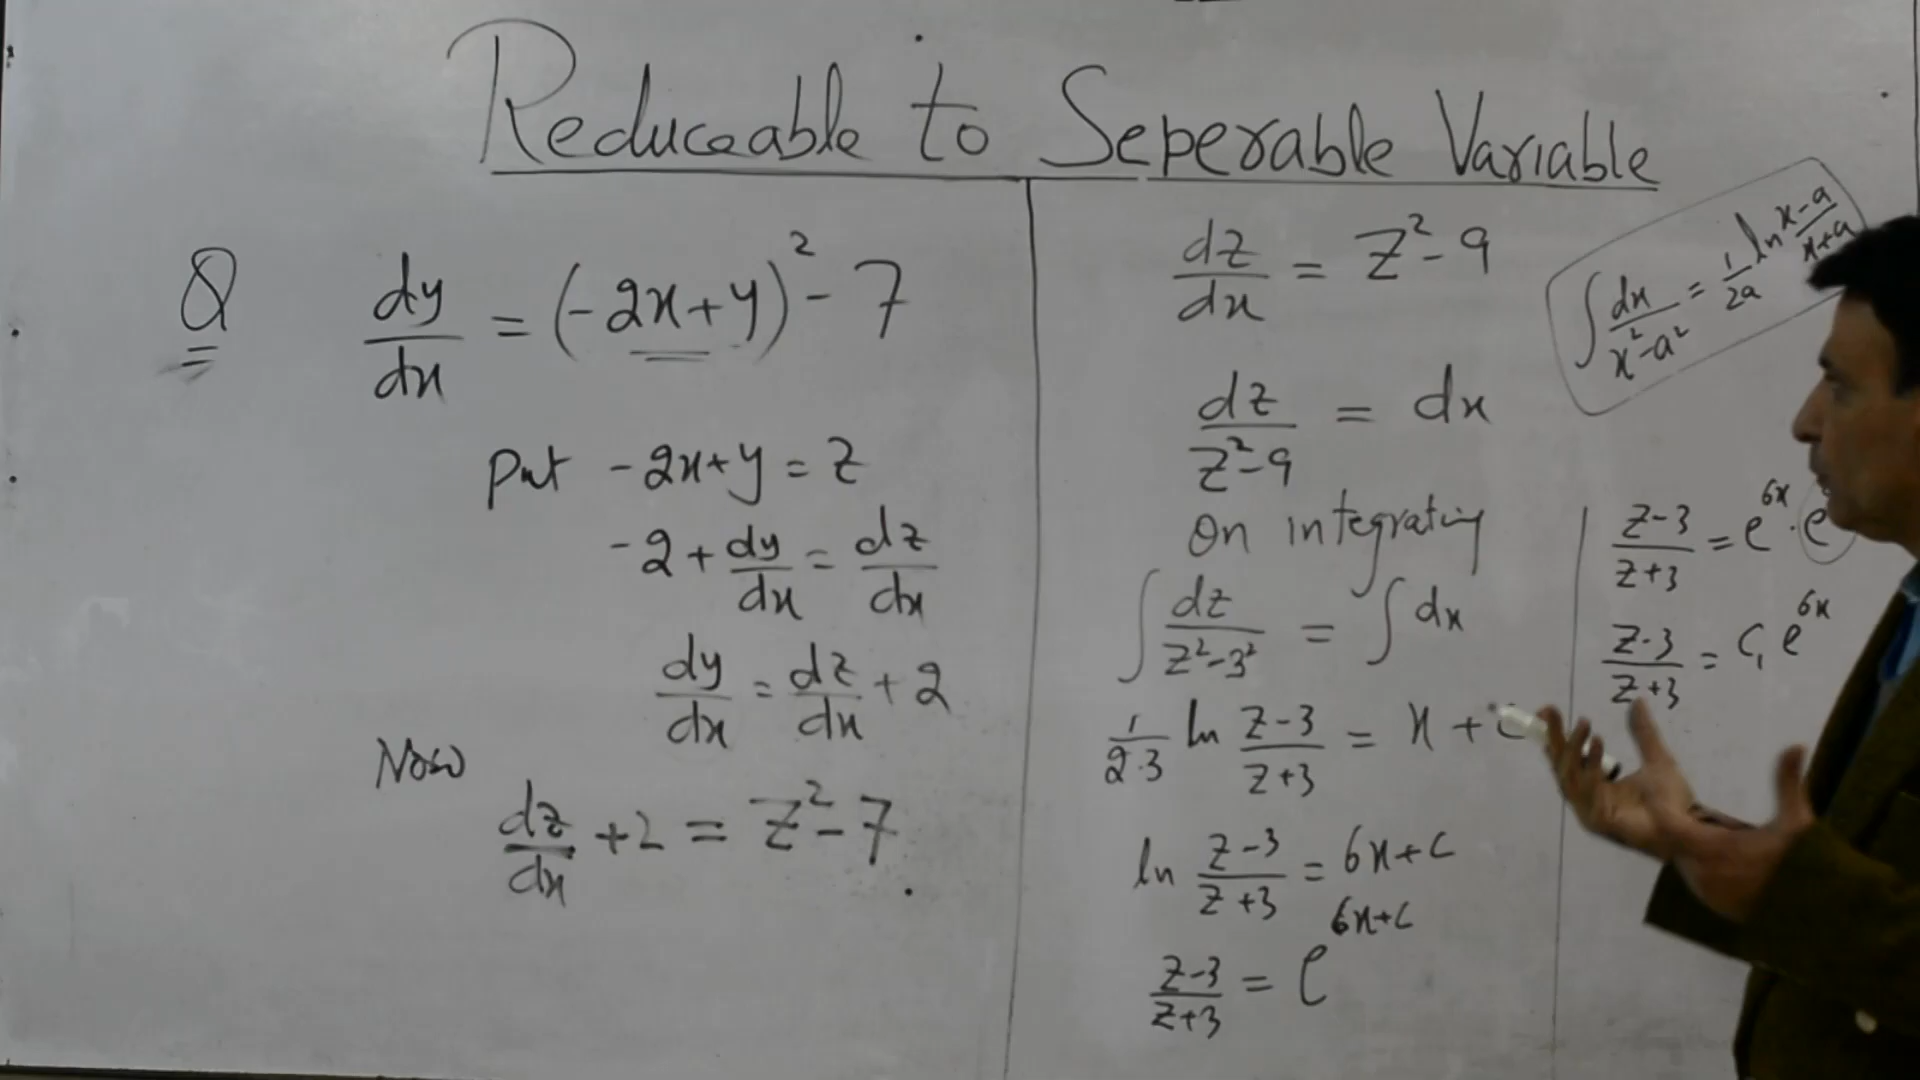 Reduceable to Seperable Variable
Q dy/dx = (-2x+y)² - 7
Put -2x+y = z
-2 + dy/dx = dz/dx
dy/dx = dz/dx + 2
Now
dz/dx + 2 = z² - 7
dz/dx = z² - 9
dz/(z²-9) = dx
On integrating
∫ dz/(z²-3²) = ∫ dx
1/(2·3) ln (z-3)/(z+3) = x +
ln (z-3)/(z+3) = 6x+c
(z-3)/(z+3) = e^(6x+c)
∫ dx/(x²-a²) = 1/(2a) ln (x-a)/(x+a)
(z-3)/(z+3) = e^(6x) · e
(z-3)/(z+3) = c₁ e^(6x)